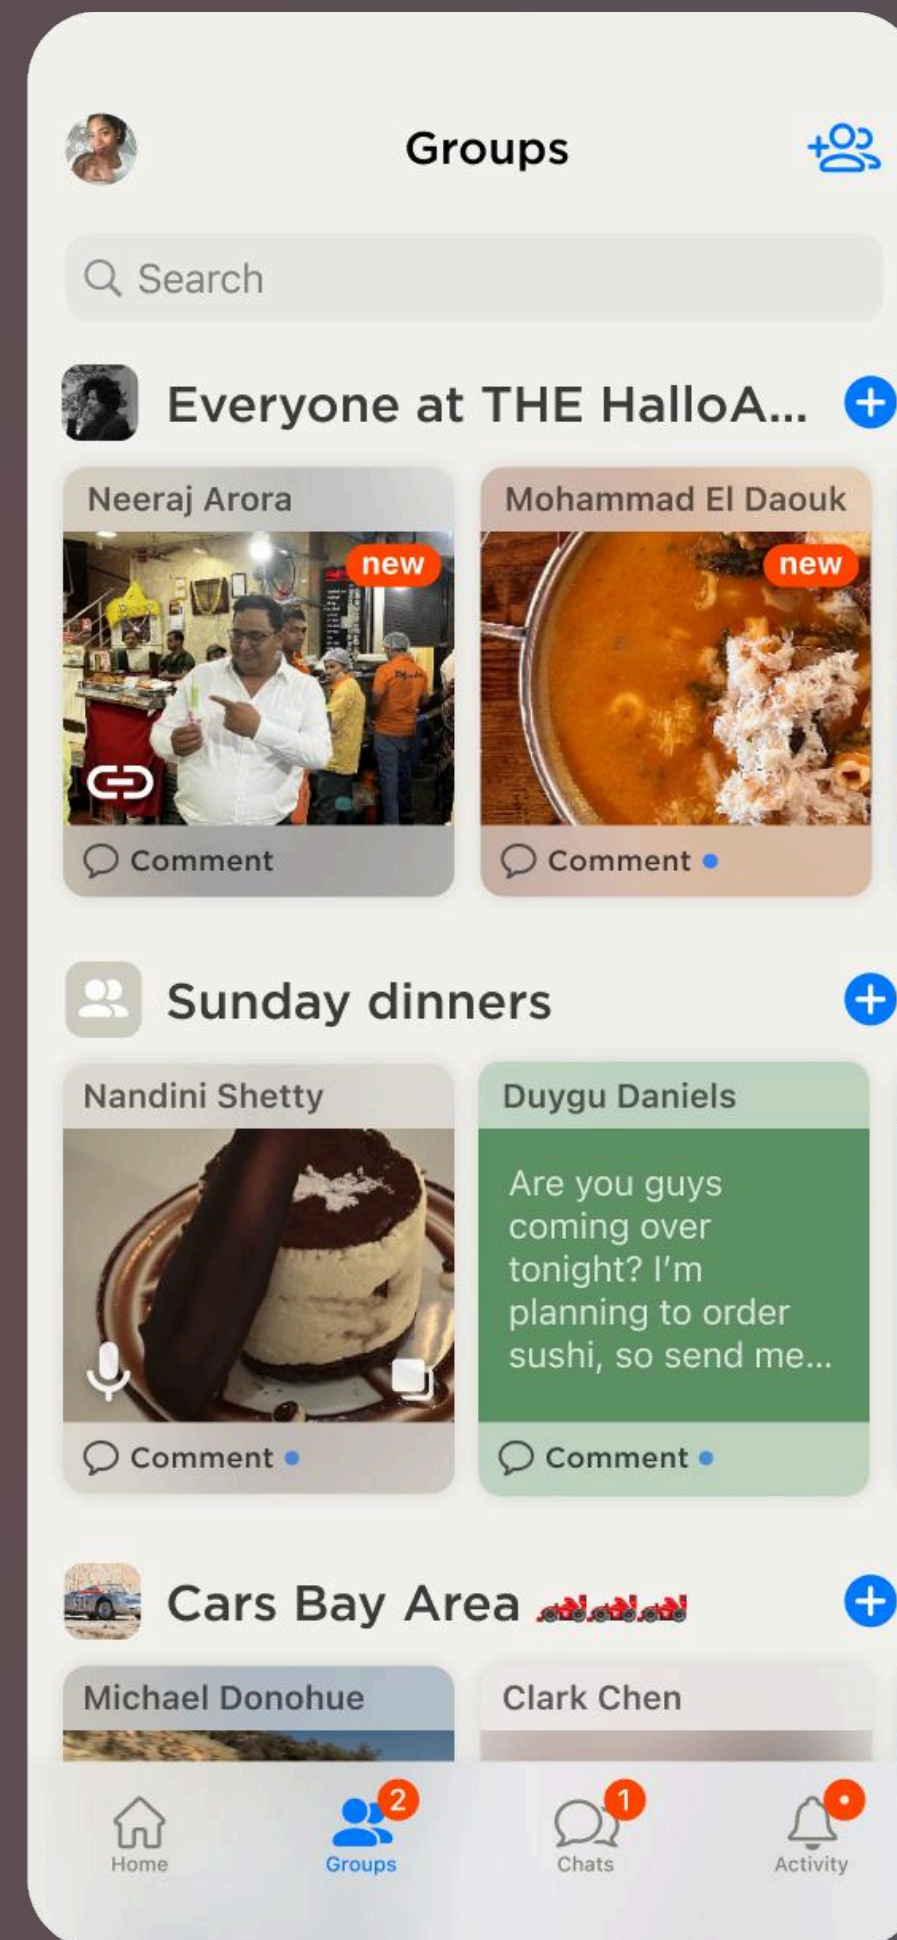 Groups
Search
Everyone at THE HalloA...
Neeraj Arora
Mohammad El Daouk
new
new
Comment
Comment
Sunday dinners
Nandini Shetty
Duygu Daniels
Are you guys
coming over
tonight? I'm
planning to order
sushi, so send me...
Comment
Comment
Cars Bay Area
Michael Donohue
Clark Chen
2
1
Home
Groups
Chats
Activity